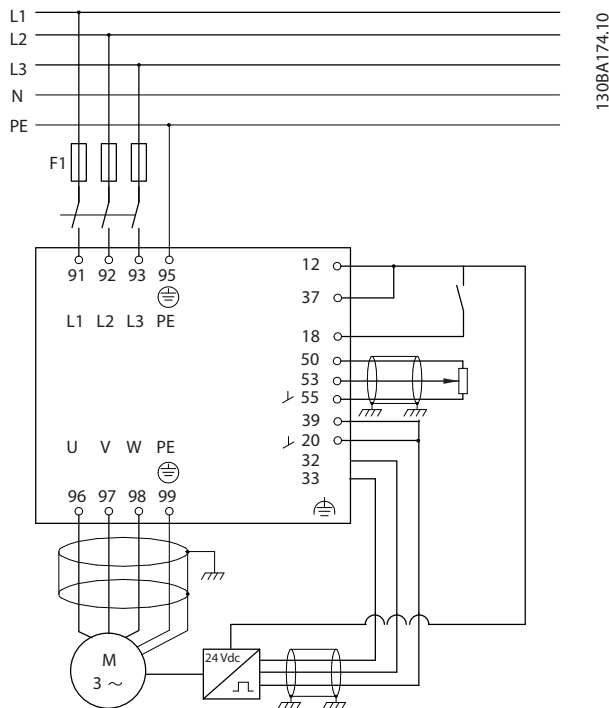 L1
L2
L3
N
PE
130BA174.10
F1
91 92 93 95
L1 L2 L3 PE
12
37
18
50
53
55
39
20
32
33
U V W PE
96 97 98 99
M
3 ~
24 Vdc